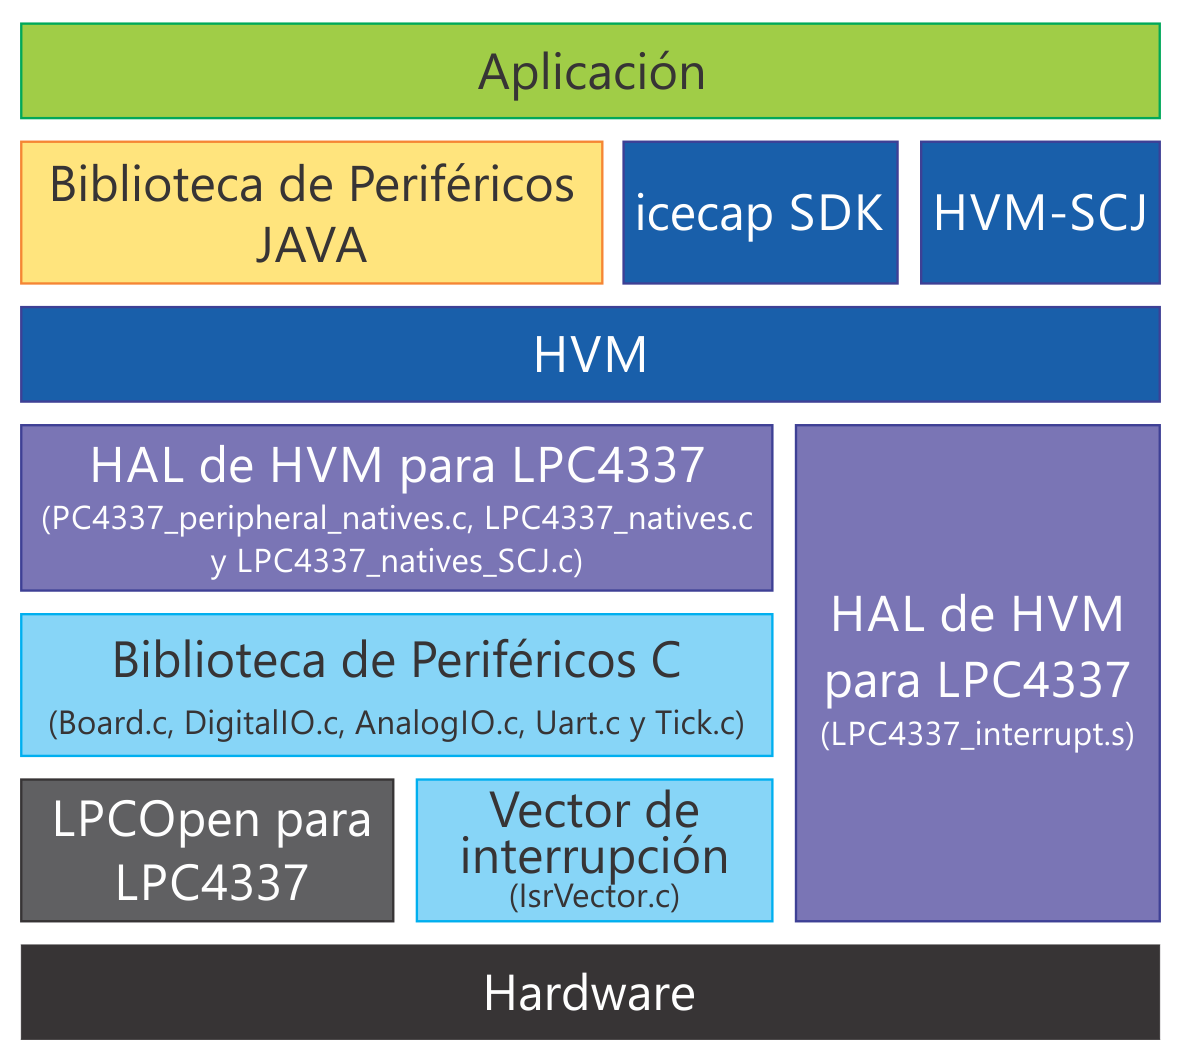 Aplicación
Biblioteca de Periféricos
JAVA
icecap SDK
HVM-SCJ
HVM
HAL de HVM para LPC4337
(PC4337_peripheral_natives.c, LPC4337_natives.c
y LPC4337_natives_SCJ.c)
HAL de HVM
para LPC4337
(LPC4337_interrupt.s)
Biblioteca de Periféricos C
(Board.c, DigitalIO.c, AnalogIO.c, Uart.c y Tick.c)
LPCOpen para
LPC4337
Vector de
interrupción
(IsrVector.c)
Hardware